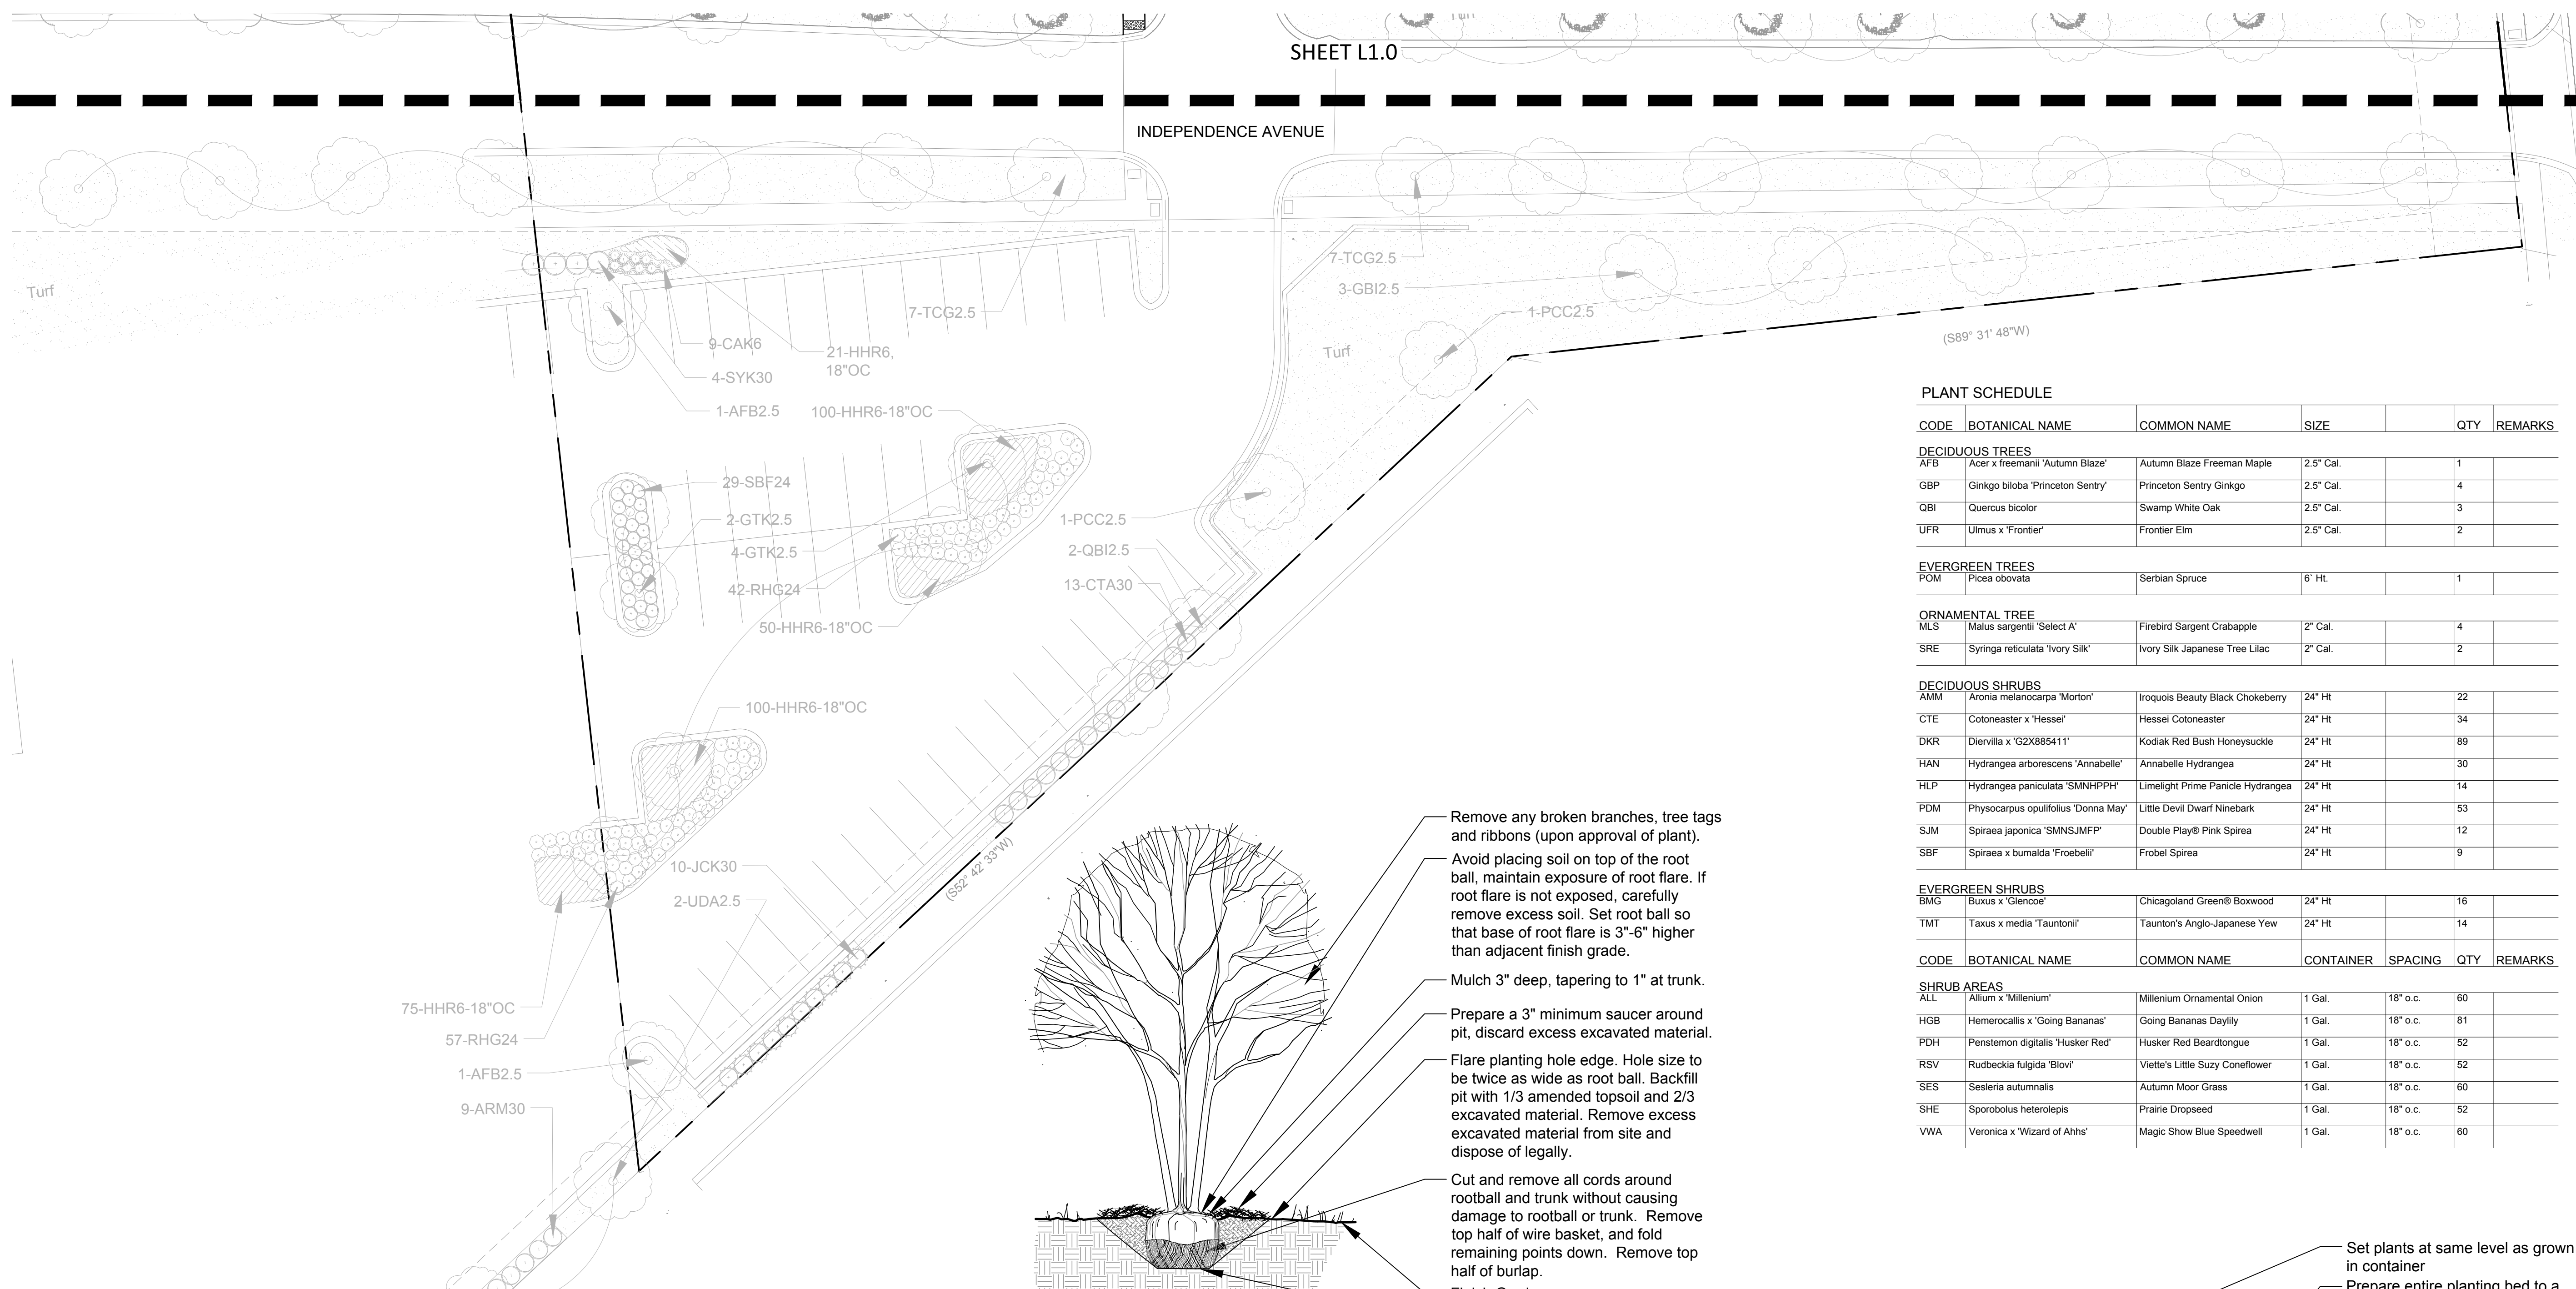 Turf
SHEET L1.0
INDEPENDENCE AVENUE
Turf
7-TCG2.5
9-CAK6
21-HHR6,
18"OC
4-SYK30
1-AFB2.5
7-TCG2.5
3-GBI2.5
1-PCC2.5
Turf
(S89° 31' 48"W)
100-HHR6-18"OC
29-SBF24
2-GTK2.5
4-GTK2.5
42-RHG24
50-HHR6-18"OC
1-PCC2.5
2-QBI2.5
13-CTA30
100-HHR6-18"OC
10-JCK30
2-UDA2.5
(S52° 42' 33"W)
75-HHR6-18"OC
57-RHG24
1-AFB2.5
9-ARM30
Remove any broken branches, tree tags
and ribbons (upon approval of plant).
Avoid placing soil on top of the root
ball, maintain exposure of root flare. If
root flare is not exposed, carefully
remove excess soil. Set root ball so
that base of root flare is 3"-6" higher
than adjacent finish grade.
Mulch 3" deep, tapering to 1" at trunk.
Prepare a 3" minimum saucer around
pit, discard excess excavated material.
Flare planting hole edge. Hole size to
be twice as wide as root ball. Backfill
pit with 1/3 amended topsoil and 2/3
excavated material. Remove excess
excavated material from site and
dispose of legally.
Cut and remove all cords around
rootball and trunk without causing
damage to rootball or trunk. Remove
top half of wire basket, and fold
remaining points down. Remove top
half of burlap.
PLANT SCHEDULE
CODE BOTANICAL NAME COMMON NAME SIZE QTY REMARKS
DECIDUOUS TREES
AFB Acer x freemanii 'Autumn Blaze' Autumn Blaze Freeman Maple 2.5" Cal. 1
GBP Ginkgo biloba 'Princeton Sentry' Princeton Sentry Ginkgo 2.5" Cal. 4
QBI Quercus bicolor Swamp White Oak 2.5" Cal. 3
UFR Ulmus x 'Frontier' Frontier Elm 2.5" Cal. 2
EVERGREEN TREES
POM Picea obovata Serbian Spruce 6` Ht. 1
ORNAMENTAL TREE
MLS Malus sargentii 'Select A' Firebird Sargent Crabapple 2" Cal. 4
SRE Syringa reticulata 'Ivory Silk' Ivory Silk Japanese Tree Lilac 2" Cal. 2
DECIDUOUS SHRUBS
AMM Aronia melanocarpa 'Morton' Iroquois Beauty Black Chokeberry 24" Ht 22
CTE Cotoneaster x 'Hessei' Hessei Cotoneaster 24" Ht 34
DKR Diervilla x 'G2X885411' Kodiak Red Bush Honeysuckle 24" Ht 89
HAN Hydrangea arborescens 'Annabelle' Annabelle Hydrangea 24" Ht 30
HLP Hydrangea paniculata 'SMNHPPH' Limelight Prime Panicle Hydrangea 24" Ht 14
PDM Physocarpus opulifolius 'Donna May' Little Devil Dwarf Ninebark 24" Ht 53
SJM Spiraea japonica 'SMNSJMFP' Double Play® Pink Spirea 24" Ht 12
SBF Spiraea x bumalda 'Froebelii' Frobel Spirea 24" Ht 9
EVERGREEN SHRUBS
BMG Buxus x 'Glencoe' Chicagoland Green® Boxwood 24" Ht 16
TMT Taxus x media 'Tauntonii' Taunton's Anglo-Japanese Yew 24" Ht 14
CODE BOTANICAL NAME COMMON NAME CONTAINER SPACING QTY REMARKS
SHRUB AREAS
ALL Allium x 'Millenium' Millenium Ornamental Onion 1 Gal. 18" o.c. 60
HGB Hemerocallis x 'Going Bananas' Going Bananas Daylily 1 Gal. 18" o.c. 81
PDH Penstemon digitalis 'Husker Red' Husker Red Beardtongue 1 Gal. 18" o.c. 52
RSV Rudbeckia fulgida 'Blovi' Viette's Little Suzy Coneflower 1 Gal. 18" o.c. 52
SES Sesleria autumnalis Autumn Moor Grass 1 Gal. 18" o.c. 60
SHE Sporobolus heterolepis Prairie Dropseed 1 Gal. 18" o.c. 52
VWA Veronica x 'Wizard of Ahhs' Magic Show Blue Speedwell 1 Gal. 18" o.c. 60
Set plants at same level as grown
in container
Prepare entire planting bed to a